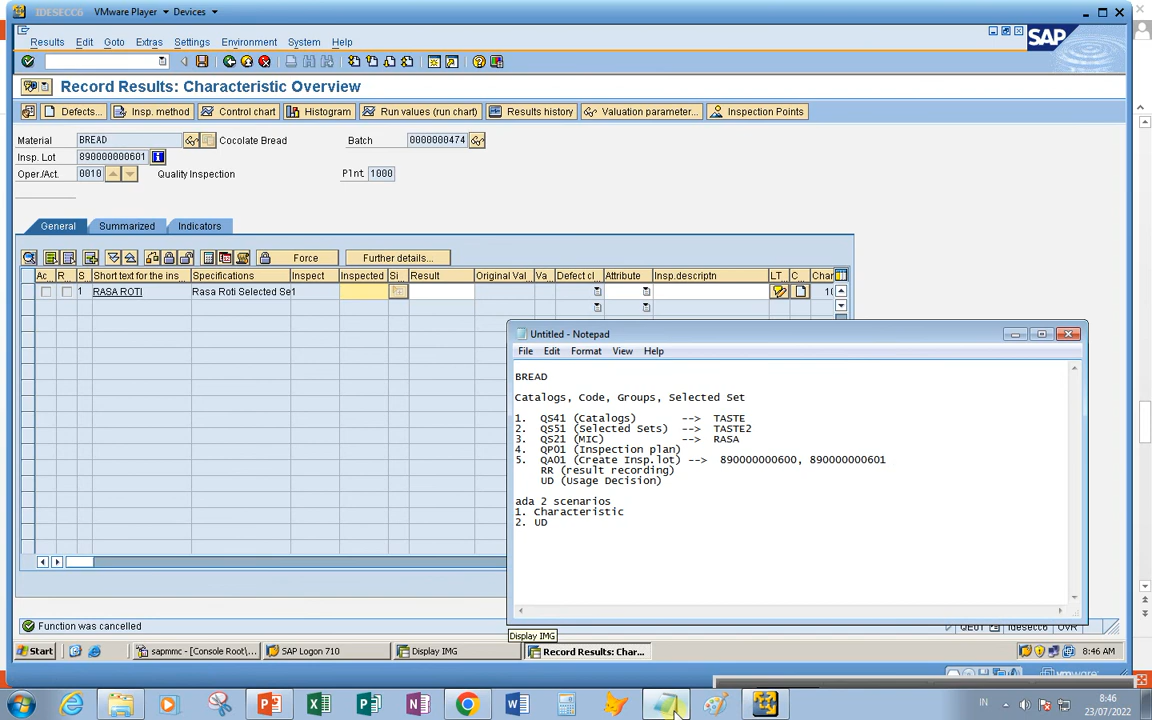 IDESECC6 VMware Player Devices
Results Edit Goto Extras Settings Environment System Help
SAP
Record Results: Characteristic Overview
Defects... Insp. method Control chart Histogram Run values (run chart) Results history Valuation parameter... Inspection Points
Material BREAD Cocolate Bread Batch 0000000474
Insp. Lot 890000000601
Oper./Act. 0010 Quality Inspection Plnt 1000
General Summarized Indicators
Force Further details...
Ac R S Short text for the ins Specifications Inspect Inspected Si... Result Original Val Va Defect cl Attribute Insp.descriptn LT C... Char
1 RASA ROTI Rasa Roti Selected Se 1
Untitled - Notepad
File Edit Format View Help
BREAD
Catalogs, Code, Groups, Selected Set
1. QS41 (Catalogs) --> TASTE
2. QS51 (Selected Sets) --> TASTE2
3. QS21 (MIC) --> RASA
4. QP01 (Inspection plan)
5. QA01 (Create Insp.lot) --> 890000000600, 890000000601
RR (result recording)
UD (Usage Decision)
ada 2 scenarios
1. Characteristic
2. UD
Function was cancelled
Display IMG
QE01 idesecc6 OVR
Start sapmmc - [Console Root\... SAP Logon 710 Display IMG Record Results: Char... 8:46 AM
vmware
IN 8:46
23/07/2022